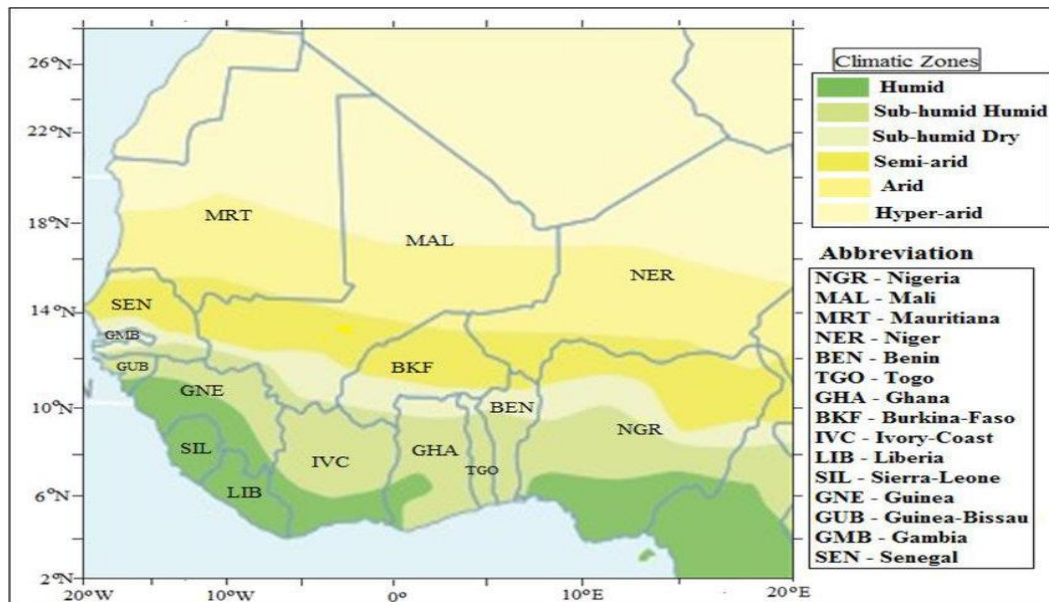 Climatic Zones
Humid
Sub-humid Humid
Sub-humid Dry
Semi-arid
Arid
Hyper-arid
Abbreviation
NGR - Nigeria
MAL - Mali
MRT - Mauritiana
NER - Niger
BEN - Benin
TGO - Togo
GHA - Ghana
BKF - Burkina-Faso
IVC - Ivory-Coast
LIB - Liberia
SIL - Sierra-Leone
GNE - Guinea
GUB - Guinea-Bissau
GMB - Gambia
SEN - Senegal
26°N
22°N
18°N
14°N
10°N
6°N
2°N
20°W
10°W
0°
10°E
20°E
MRT
MAL
NER
SEN
GMB
GUB
BKF
GNE
BEN
NGR
SIL
IVC
GHA
TGO
LIB